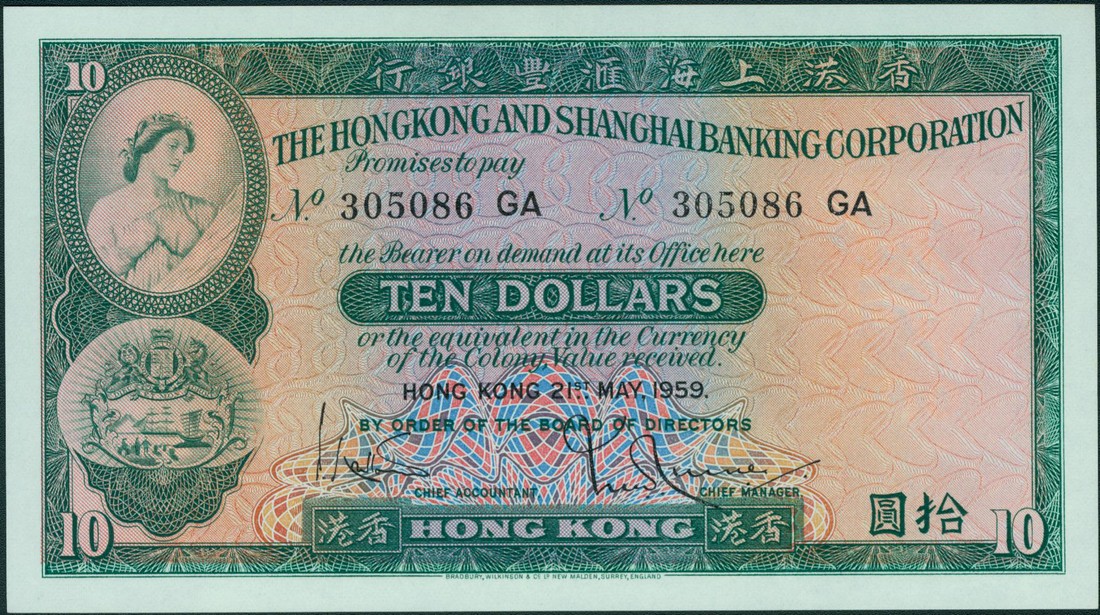 10
香港上海滙豐銀行
THE HONGKONG AND SHANGHAI BANKING CORPORATION
Promises to pay
Nº 305086 GA Nº 305086 GA
the Bearer on demand at its Office here
TEN DOLLARS
or the equivalent in the Currency
of the Colony, Value received.
HONG KONG 21ST. MAY, 1959.
BY ORDER OF THE BOARD OF DIRECTORS
CHIEF ACCOUNTANT CHIEF MANAGER.
拾圓
10 香港 HONG KONG 香港 10
BRADBURY, WILKINSON & Cº Lᴰ NEW MALDEN, SURREY, ENGLAND